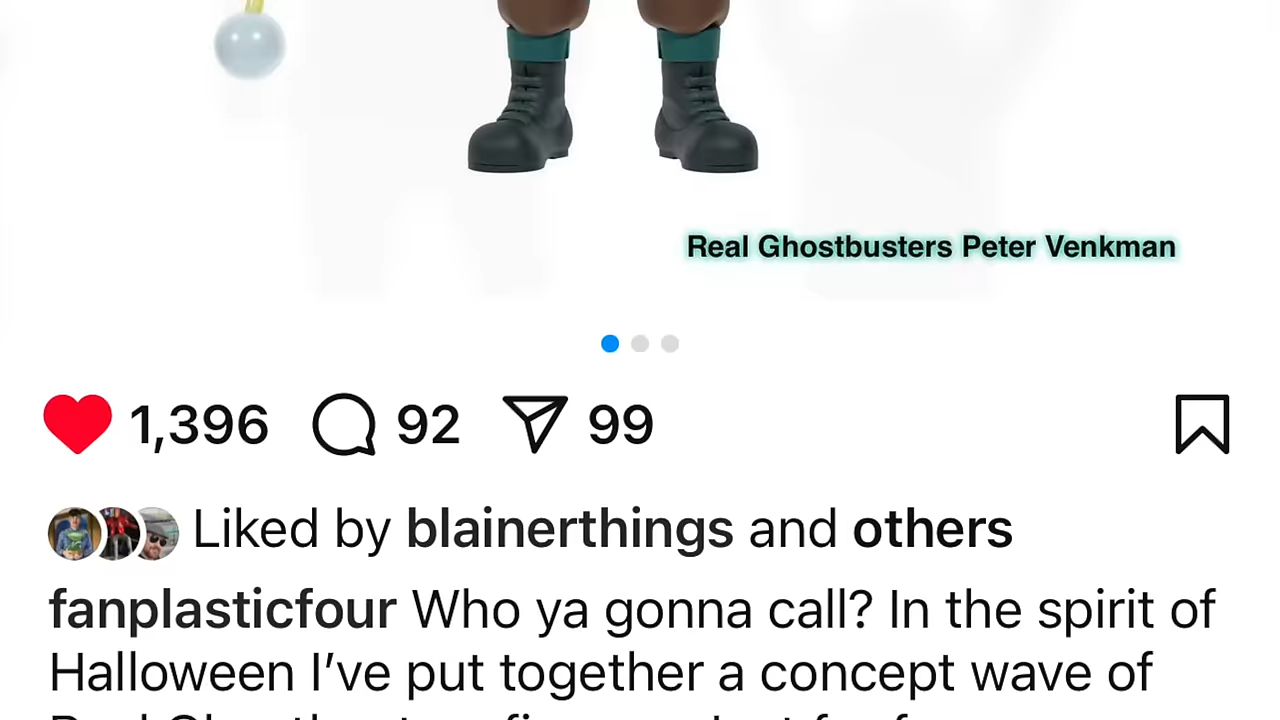 Real Ghostbusters Peter Venkman
1,396 92 99
Liked by blainerthings and others
fanplasticfour Who ya gonna call? In the spirit of
Halloween I’ve put together a concept wave of